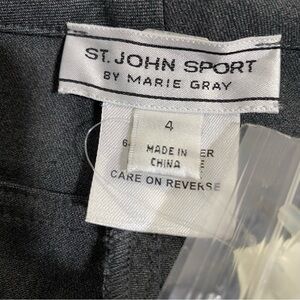 ST. JOHN SPORT
BY MARIE GRAY
4
MADE IN
CHINA
CARE ON REVERSE